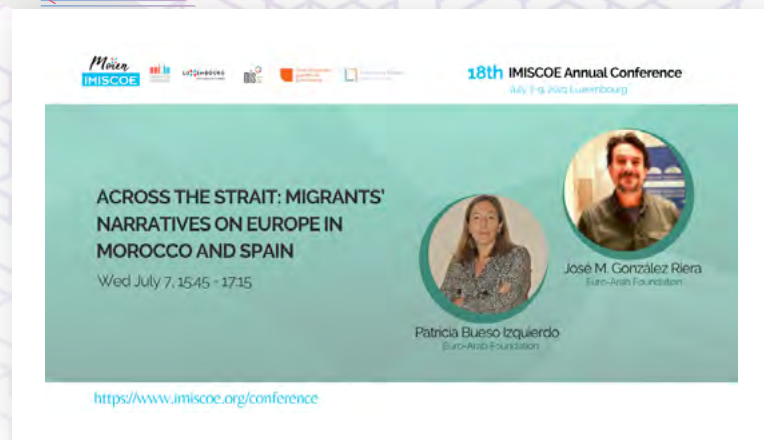 Moien
IMISCOE
LUXEMBOURG
mis
18th IMISCOE Annual Conference
July 7-9, 2021 Luxembourg
ACROSS THE STRAIT: MIGRANTS'
NARRATIVES ON EUROPE IN
MOROCCO AND SPAIN
Wed July 7, 15:45 - 17:15
José M. González Riera
Euro-Arab Foundation
Patricia Bueso Izquierdo
Euro-Arab Foundation
https://www.imiscoe.org/conference